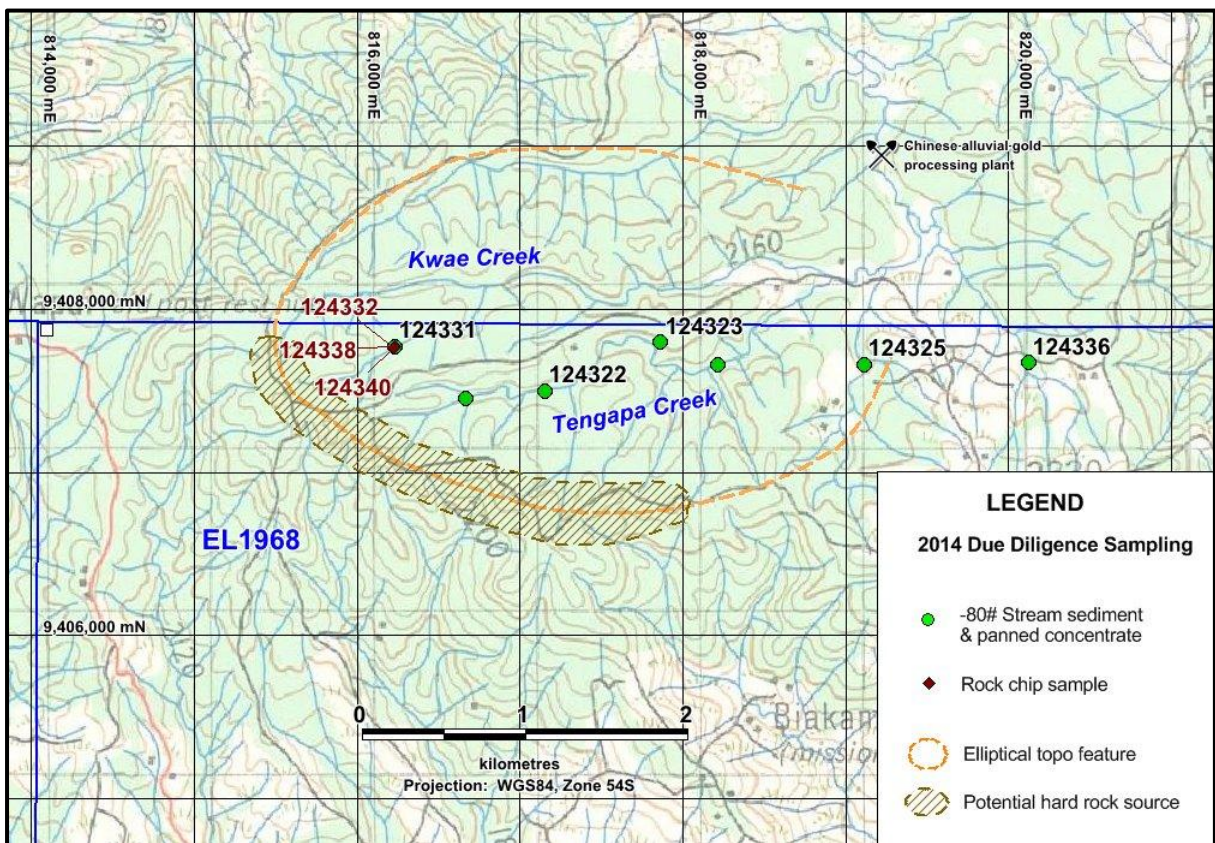 814,000 mE
816,000 mE
818,000 mE
820,000 mE
Chinese alluvial gold
processing plant
2160
Kwae Creek
9,408,000 mN
124332
124331
124338
124340
124323
124325
124336
124322
Tengapa Creek
EL1968
9,406,000 mN
0 1 2
kilometres
Projection: WGS84, Zone 54S
Biakam
(mission
LEGEND
2014 Due Diligence Sampling
-80# Stream sediment
& panned concentrate
Rock chip sample
Elliptical topo feature
Potential hard rock source